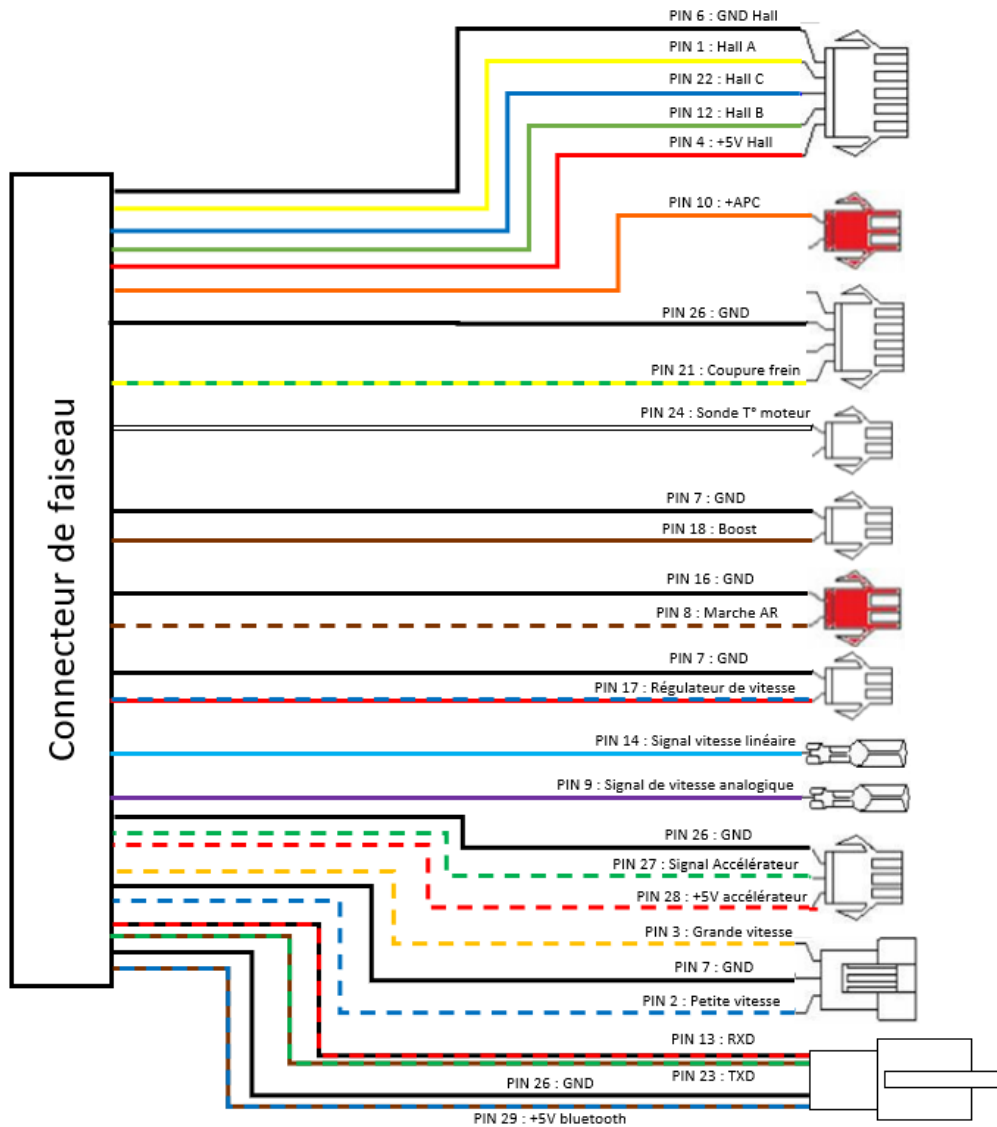 PIN 6 : GND Hall
PIN 1 : Hall A
PIN 22 : Hall C
PIN 12 : Hall B
PIN 4 : +5V Hall
PIN 10 : +APC
PIN 26 : GND
PIN 21 : Coupure frein
PIN 24 : Sonde T° moteur
PIN 7 : GND
PIN 18 : Boost
PIN 16 : GND
PIN 8 : Marche AR
PIN 7 : GND
PIN 17 : Régulateur de vitesse
PIN 14 : Signal vitesse linéaire
PIN 9 : Signal de vitesse analogique
PIN 26 : GND
PIN 27 : Signal Accélérateur
PIN 28 : +5V accélérateur
PIN 3 : Grande vitesse
PIN 7 : GND
PIN 2 : Petite vitesse
PIN 13 : RXD
PIN 23 : TXD
PIN 26 : GND
PIN 29 : +5V bluetooth
Connecteur de faiseau